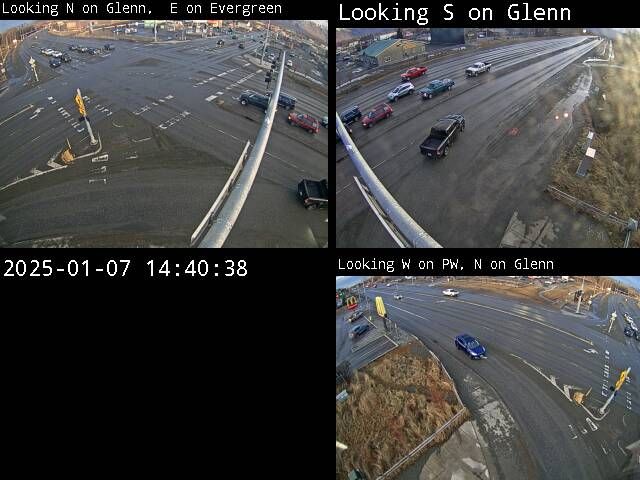 Looking N on Glenn, E on Evergreen
Looking S on Glenn
2025-01-07 14:40:38
Looking W on PW, N on Glenn